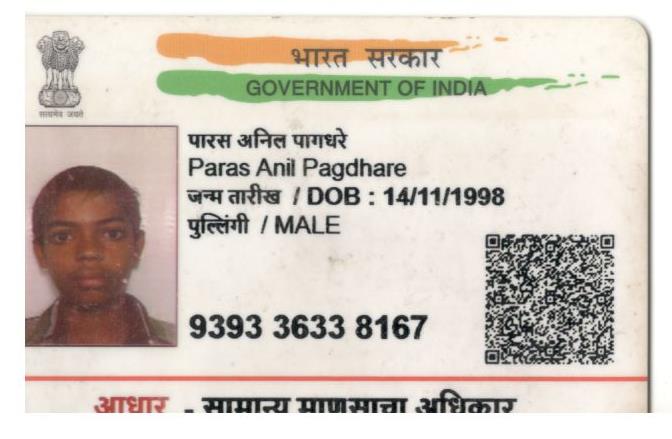 सत्यमेव जयते
भारत सरकार
GOVERNMENT OF INDIA
पारस अनिल पागधरे
Paras Anil Pagdhare
जन्म तारीख / DOB : 14/11/1998
पुल्लिंगी / MALE
9393 3633 8167
आधार - सामान्य माणसाचा अधिकार